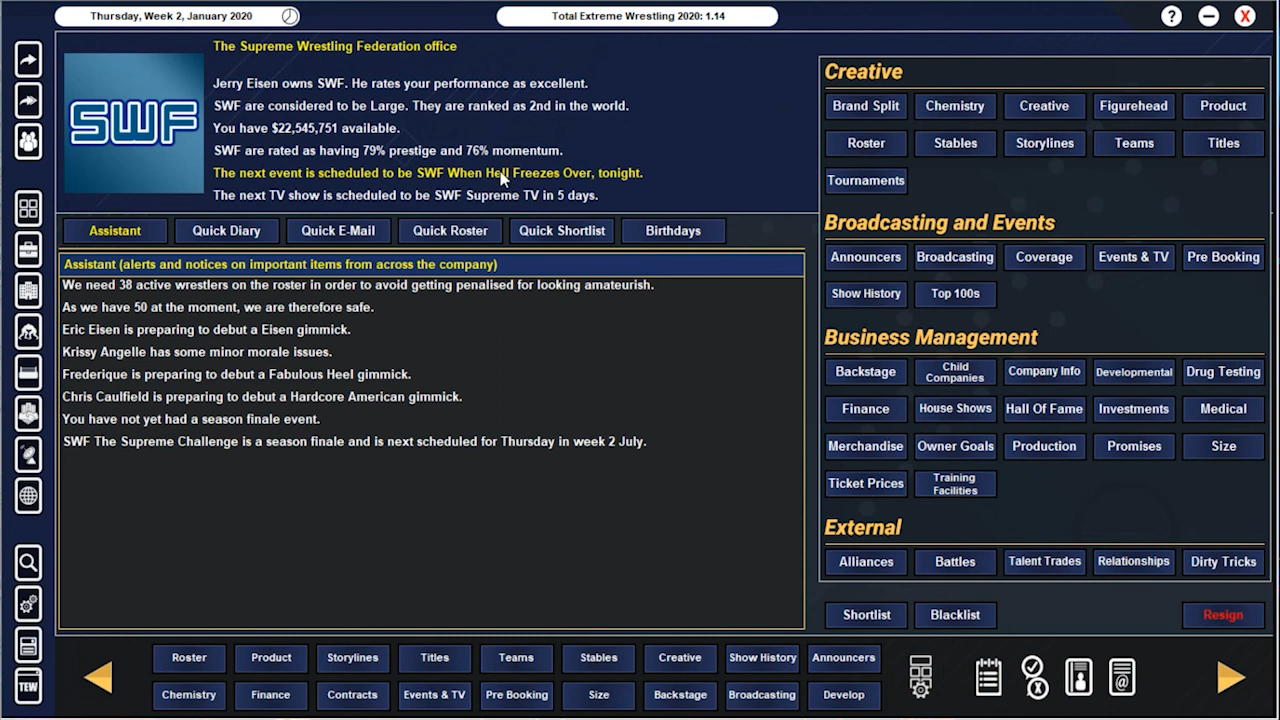 Thursday, Week 2, January 2020
Total Extreme Wrestling 2020: 1.14
?
X
SWF
The Supreme Wrestling Federation office
Jerry Eisen owns SWF. He rates your performance as excellent.
SWF are considered to be Large. They are ranked as 2nd in the world.
You have $22,545,751 available.
SWF are rated as having 79% prestige and 76% momentum.
The next event is scheduled to be SWF When Hell Freezes Over, tonight.
The next TV show is scheduled to be SWF Supreme TV in 5 days.
Assistant
Quick Diary
Quick E-Mail
Quick Roster
Quick Shortlist
Birthdays
Assistant (alerts and notices on important items from across the company)
We need 38 active wrestlers on the roster in order to avoid getting penalised for looking amateurish.
As we have 50 at the moment, we are therefore safe.
Eric Eisen is preparing to debut a Eisen gimmick.
Krissy Angelle has some minor morale issues.
Frederique is preparing to debut a Fabulous Heel gimmick.
Chris Caulfield is preparing to debut a Hardcore American gimmick.
You have not yet had a season finale event.
SWF The Supreme Challenge is a season finale and is next scheduled for Thursday in week 2 July.
Creative
Brand Split
Chemistry
Creative
Figurehead
Product
Roster
Stables
Storylines
Teams
Titles
Tournaments
Broadcasting and Events
Announcers
Broadcasting
Coverage
Events & TV
Pre Booking
Show History
Top 100s
Business Management
Backstage
Child
Companies
Company Info
Developmental
Drug Testing
Finance
House Shows
Hall Of Fame
Investments
Medical
Merchandise
Owner Goals
Production
Promises
Size
Ticket Prices
Training
Facilities
External
Alliances
Battles
Talent Trades
Relationships
Dirty Tricks
Shortlist
Blacklist
Resign
TEW
Roster
Product
Storylines
Titles
Teams
Stables
Creative
Show History
Announcers
Chemistry
Finance
Contracts
Events & TV
Pre Booking
Size
Backstage
Broadcasting
Develop
@